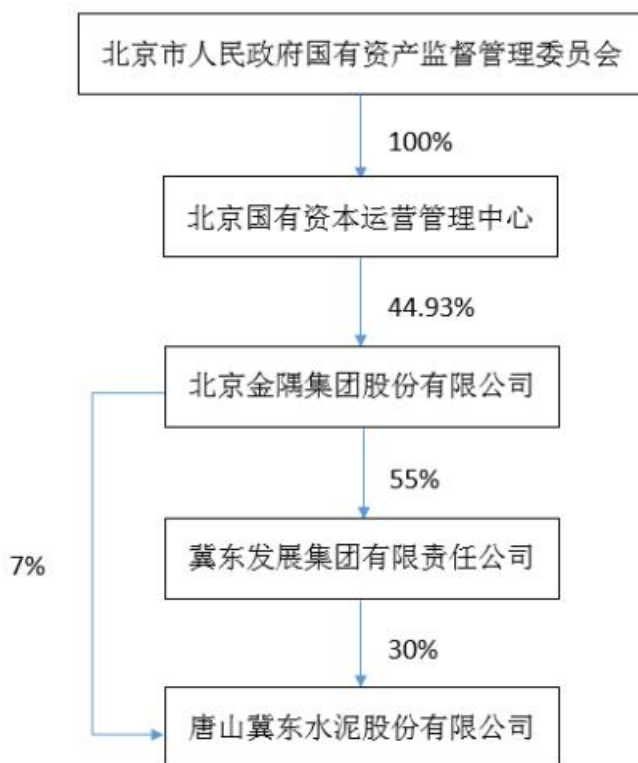 北京市人民政府国有资产监督管理委员会
100%
北京国有资本运营管理中心
44.93%
北京金隅集团股份有限公司
55%
冀东发展集团有限责任公司
7%
30%
唐山冀东水泥股份有限公司